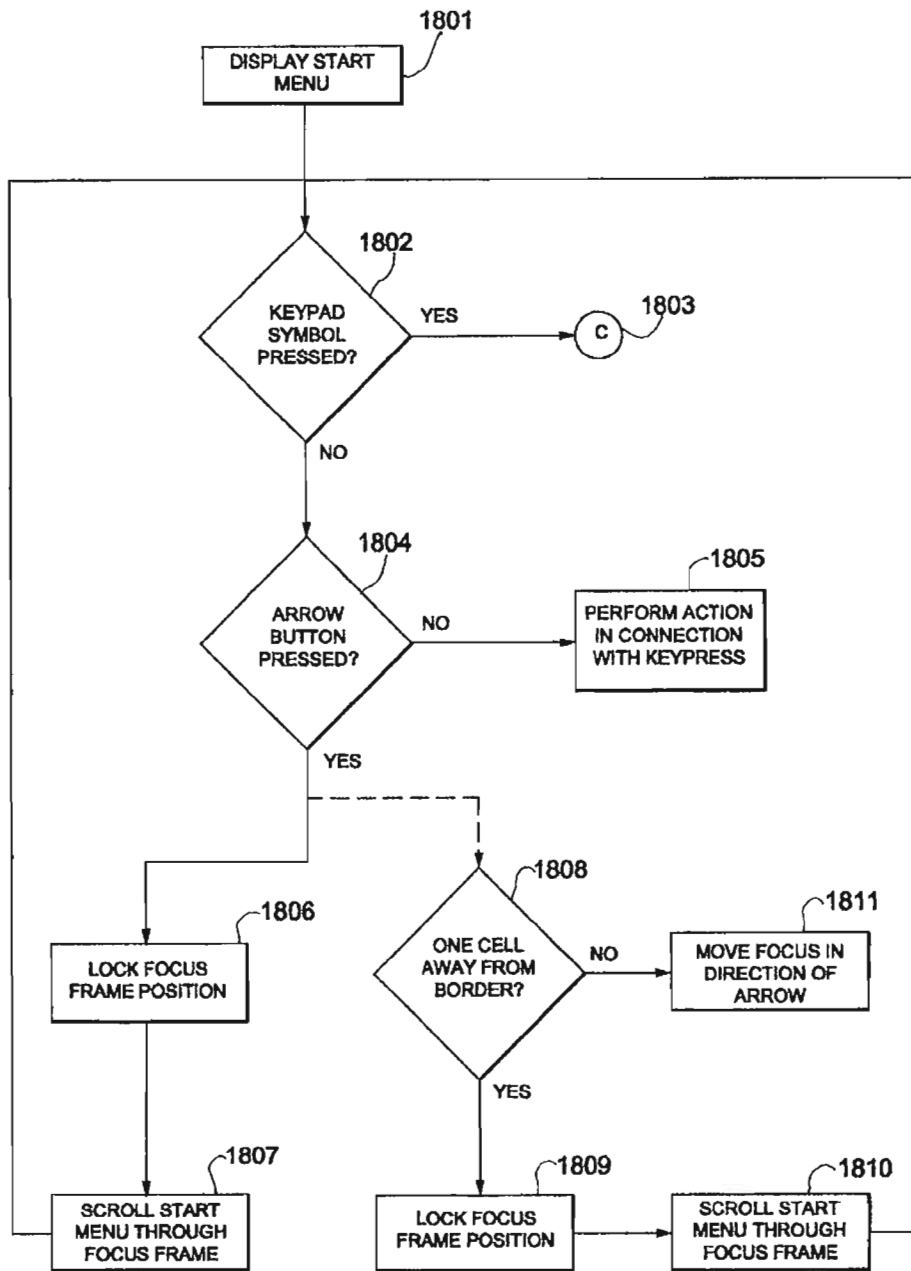 1801
DISPLAY START
MENU
1802
KEYPAD
SYMBOL
PRESSED?
YES
C
1803
NO
1804
ARROW
BUTTON
PRESSED?
NO
1805
PERFORM ACTION
IN CONNECTION
WITH KEYPRESS
YES
1806
LOCK FOCUS
FRAME POSITION
1808
ONE CELL
AWAY FROM
BORDER?
NO
1811
MOVE FOCUS IN
DIRECTION OF
ARROW
YES
1807
SCROLL START
MENU THROUGH
FOCUS FRAME
1809
LOCK FOCUS
FRAME POSITION
1810
SCROLL START
MENU THROUGH
FOCUS FRAME